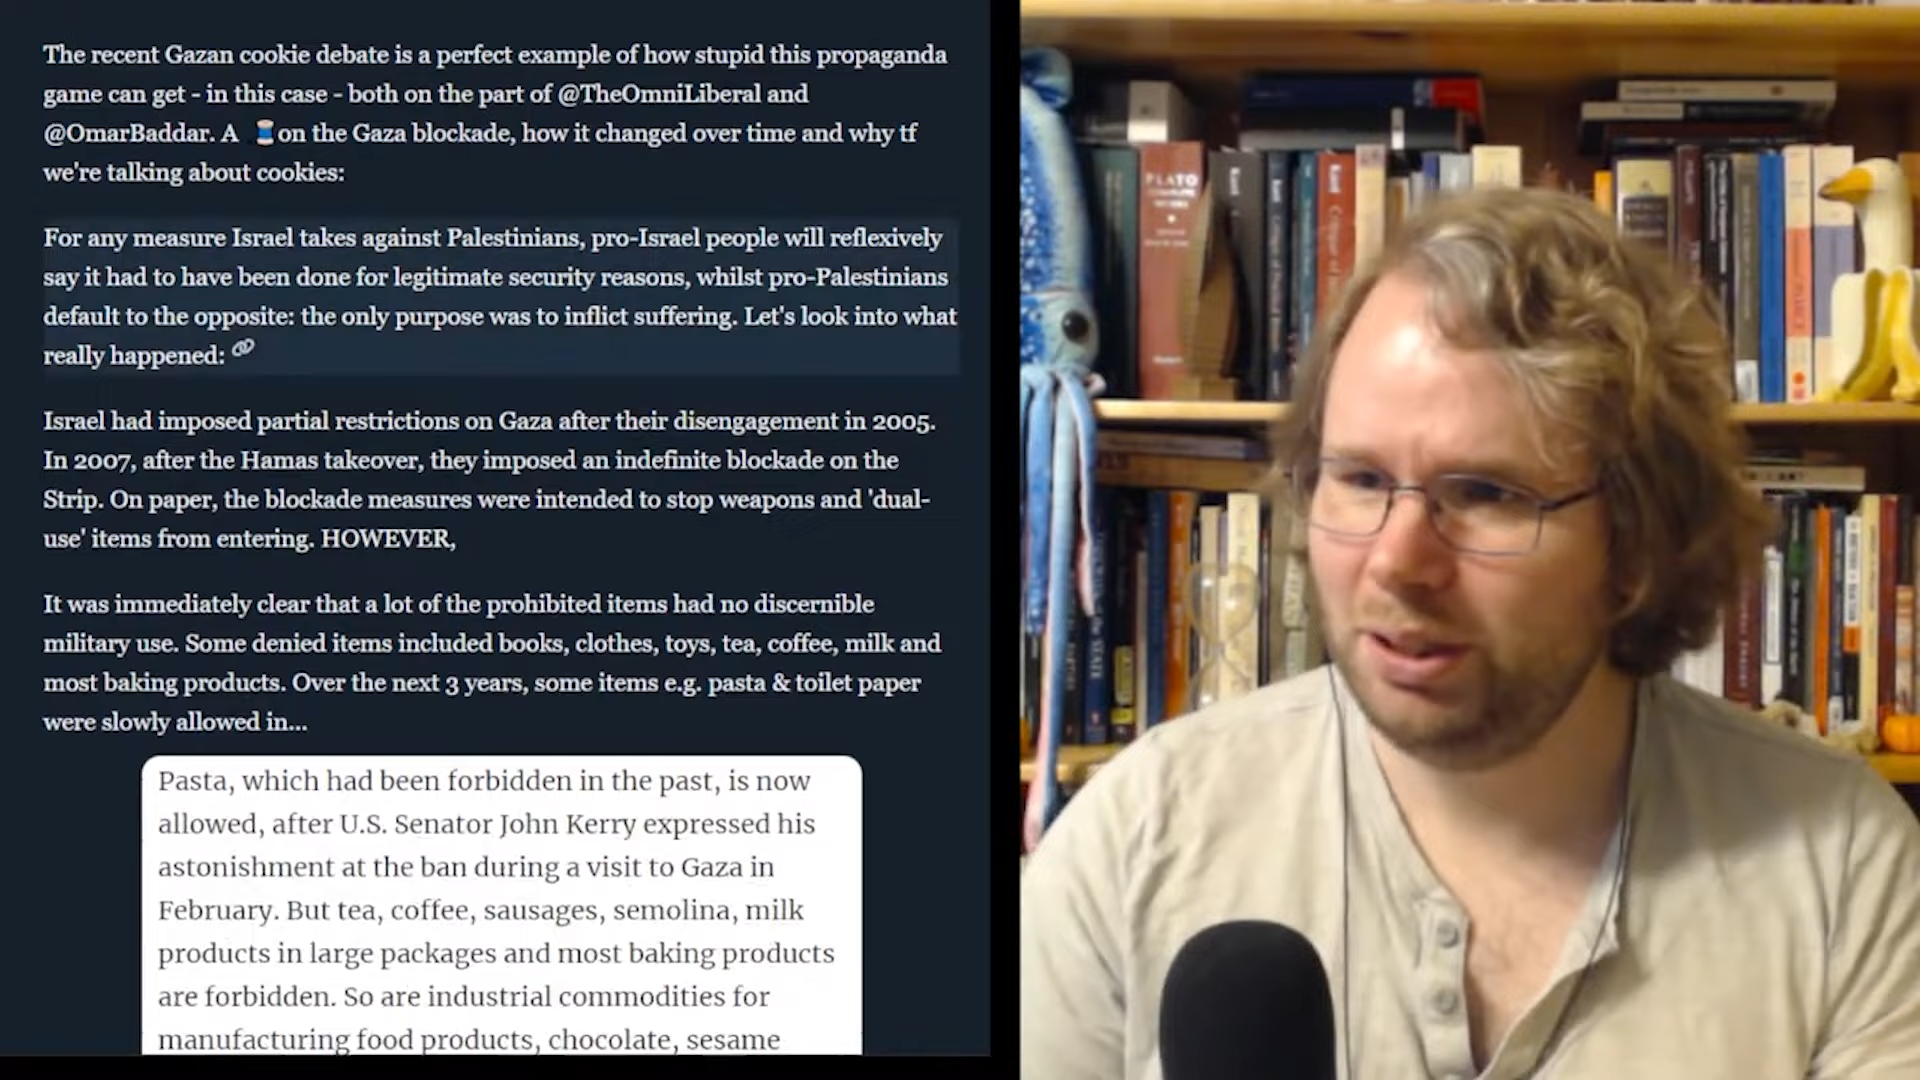 The recent Gazan cookie debate is a perfect example of how stupid this propaganda
game can get - in this case - both on the part of @TheOmniLiberal and
@OmarBaddar. A 🧵on the Gaza blockade, how it changed over time and why tf
we're talking about cookies:
For any measure Israel takes against Palestinians, pro-Israel people will reflexively
say it had to have been done for legitimate security reasons, whilst pro-Palestinians
default to the opposite: the only purpose was to inflict suffering. Let's look into what
really happened:
Israel had imposed partial restrictions on Gaza after their disengagement in 2005.
In 2007, after the Hamas takeover, they imposed an indefinite blockade on the
Strip. On paper, the blockade measures were intended to stop weapons and 'dual-
use' items from entering. HOWEVER,
It was immediately clear that a lot of the prohibited items had no discernible
military use. Some denied items included books, clothes, toys, tea, coffee, milk and
most baking products. Over the next 3 years, some items e.g. pasta & toilet paper
were slowly allowed in...
Pasta, which had been forbidden in the past, is now
allowed, after U.S. Senator John Kerry expressed his
astonishment at the ban during a visit to Gaza in
February. But tea, coffee, sausages, semolina, milk
products in large packages and most baking products
are forbidden. So are industrial commodities for
manufacturing food products, chocolate, sesame
PLATO
Kant
Kant
Kant